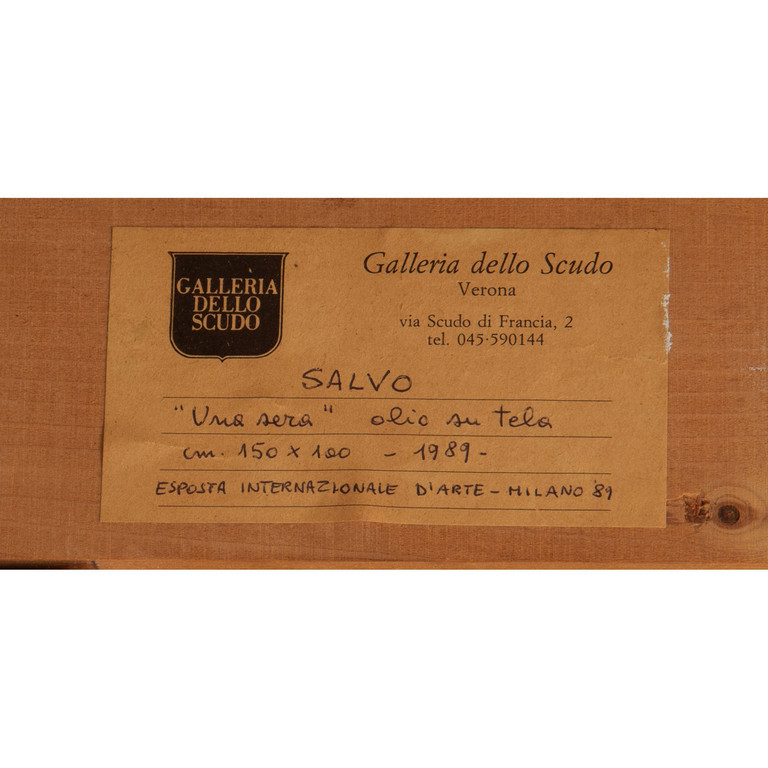 GALLERIA
DELLO
SCUDO
Galleria dello Scudo
Verona
via Scudo di Francia, 2
tel. 045·590144
SALVO
"Una sera" olio su tela
cm. 150 x 100 - 1989-
ESPOSTA INTERNAZIONALE D'ARTE - MILANO '89